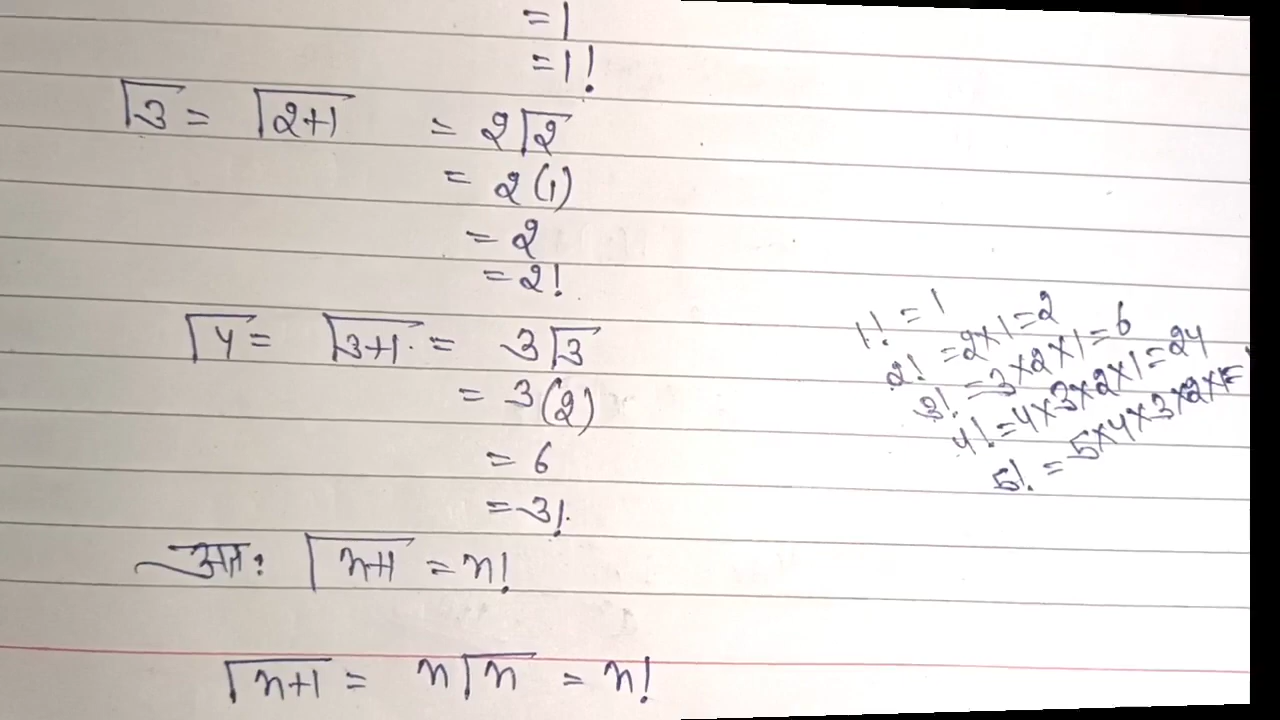 = 1
= 1!
Γ3 = Γ2+1 = 2Γ2
= 2(1)
= 2
= 2!
Γ4 = Γ3+1 = 3Γ3
= 3(2)
= 6
= 3!
अतः Γn+1 = n!
Γn+1 = nΓn = n!
1! = 1
2! = 2×1 = 2
3! = 3×2×1 = 6
4! = 4×3×2×1 = 24
5! = 5×4×3×2×1 =